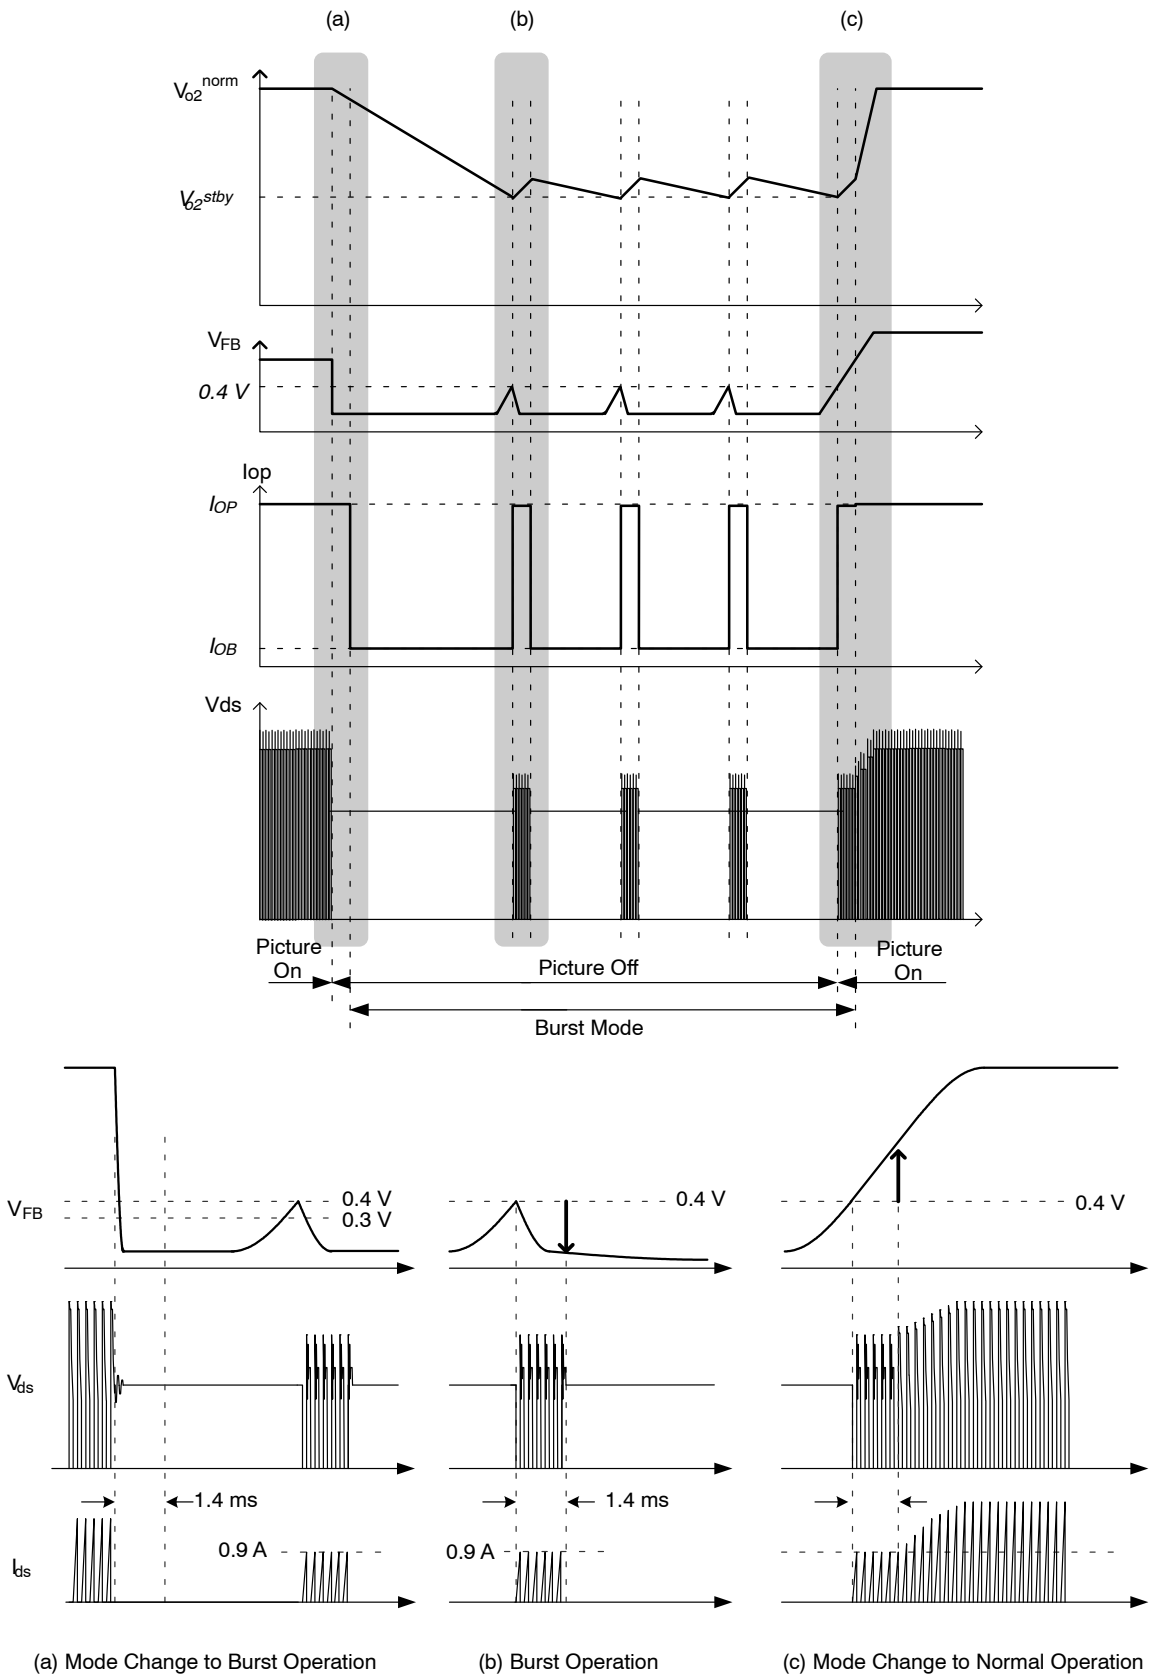 (a) (b) (c)
Vo2norm
Vo2stby
VFB
0.4 V
Iop
IOP
IOB
Vds
Picture On
Picture Off
Picture On
Burst Mode
VFB
0.4 V
0.3 V
0.4 V
0.4 V
Vds
1.4 ms
1.4 ms
0.9 A
0.9 A
Ids
(a) Mode Change to Burst Operation
(b) Burst Operation
(c) Mode Change to Normal Operation